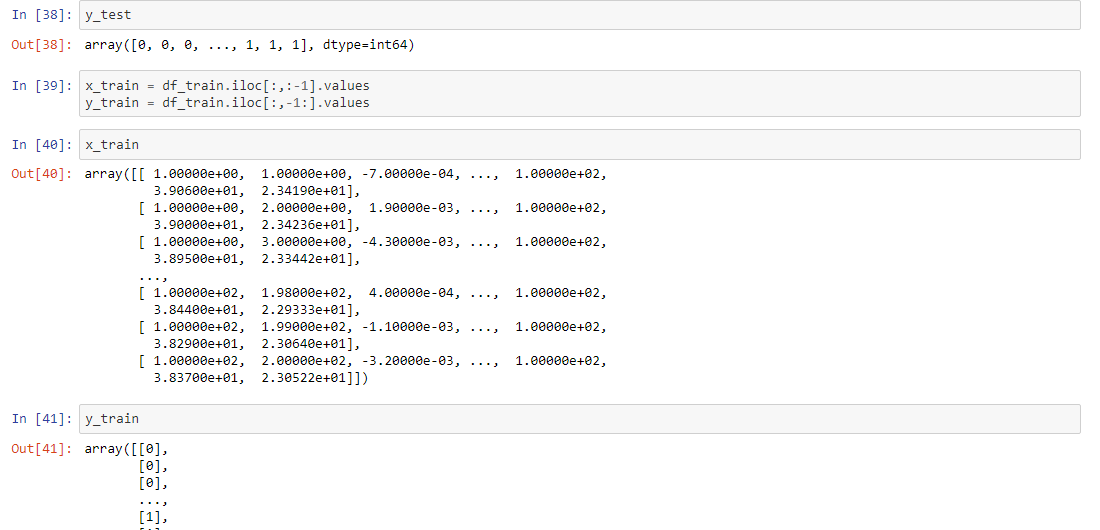 In [38]: y_test
Out[38]: array([0, 0, 0, ..., 1, 1, 1], dtype=int64)
In [39]: x_train = df_train.iloc[:,:-1].values
y_train = df_train.iloc[:,-1:].values
In [40]: x_train
Out[40]: array([[ 1.00000e+00,  1.00000e+00, -7.00000e-04, ...,  1.00000e+02,
3.90600e+01,  2.34190e+01],
[ 1.00000e+00,  2.00000e+00,  1.90000e-03, ...,  1.00000e+02,
3.90000e+01,  2.34236e+01],
[ 1.00000e+00,  3.00000e+00, -4.30000e-03, ...,  1.00000e+02,
3.89500e+01,  2.33442e+01],
...,
[ 1.00000e+02,  1.98000e+02,  4.00000e-04, ...,  1.00000e+02,
3.84400e+01,  2.29333e+01],
[ 1.00000e+02,  1.99000e+02, -1.10000e-03, ...,  1.00000e+02,
3.82900e+01,  2.30640e+01],
[ 1.00000e+02,  2.00000e+02, -3.20000e-03, ...,  1.00000e+02,
3.83700e+01,  2.30522e+01]])
In [41]: y_train
Out[41]: array([[0],
[0],
[0],
...,
[1],